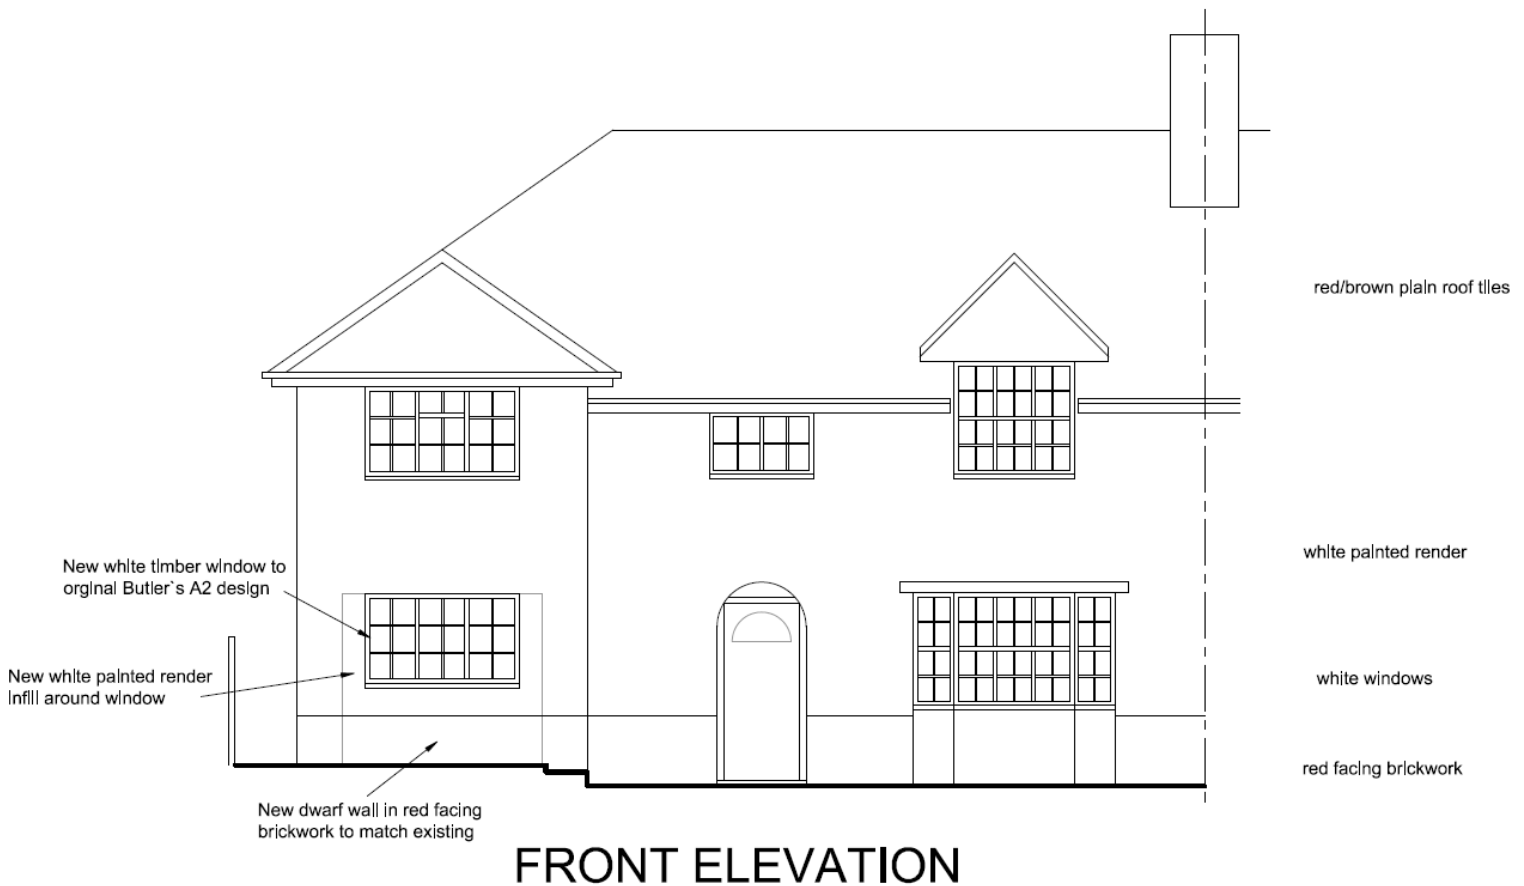 red/brown plain roof tiles
white painted render
New white timber window to
orginal Butler`s A2 design
New white painted render
infill around window
white windows
red facing brickwork
New dwarf wall in red facing
brickwork to match existing
FRONT ELEVATION